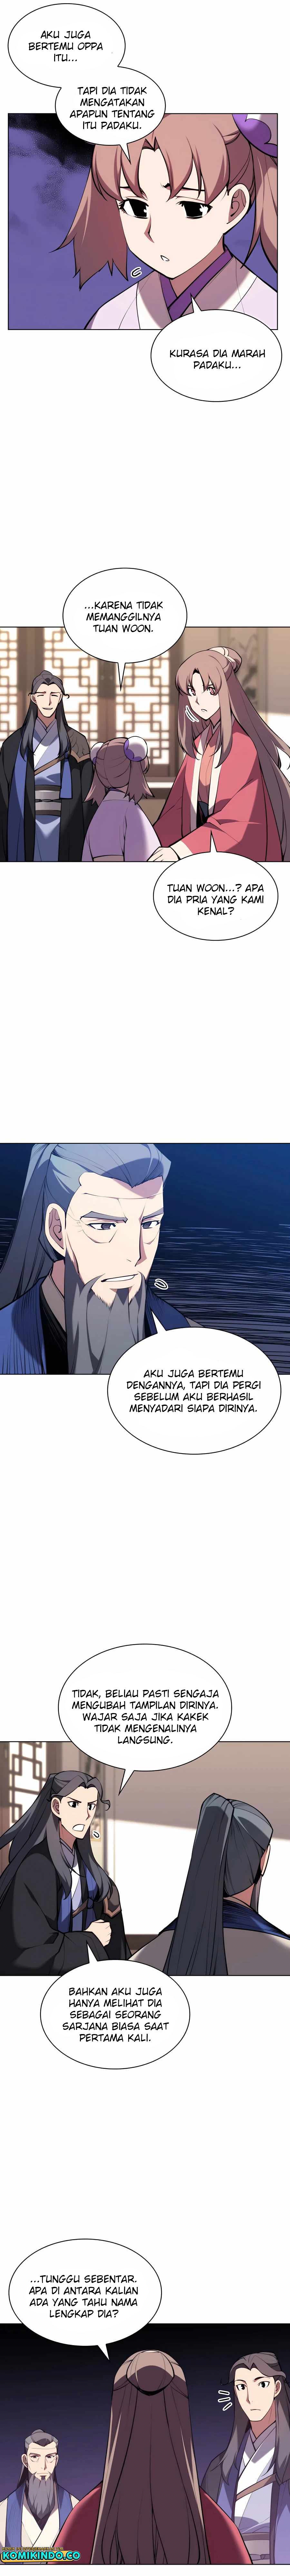 AKU JUGA
BERTEMU OPPA
ITU...
TAPI DIA TIDAK
MENGATAKAN
APAPUN TENTANG
ITU PADAKU.
KURASA DIA MARAH
PADAKU...
...KARENA TIDAK
MEMANGGILNYA
TUAN WOON.
TUAN WOON...? APA
DIA PRIA YANG KAMI
KENAL?
AKU JUGA BERTEMU
DENGANNYA, TAPI DIA PERGI
SEBELUM AKU BERHASIL
MENYADARI SIAPA DIRINYA.
TIDAK, BELIAU PASTI SENGAJA
MENGUBAH TAMPILAN DIRINYA.
WAJAR SAJA JIKA KAKEK
TIDAK MENGENALINYA
LANGSUNG.
BAHKAN AKU JUGA
HANYA MELIHAT DIA
SEBAGAI SEORANG
SARJANA BIASA SAAT
PERTAMA KALI.
...TUNGGU SEBENTAR.
APA DI ANTARA KALIAN
ADA YANG TAHU NAMA
LENGKAP DIA?
KOMIKINDO.CO